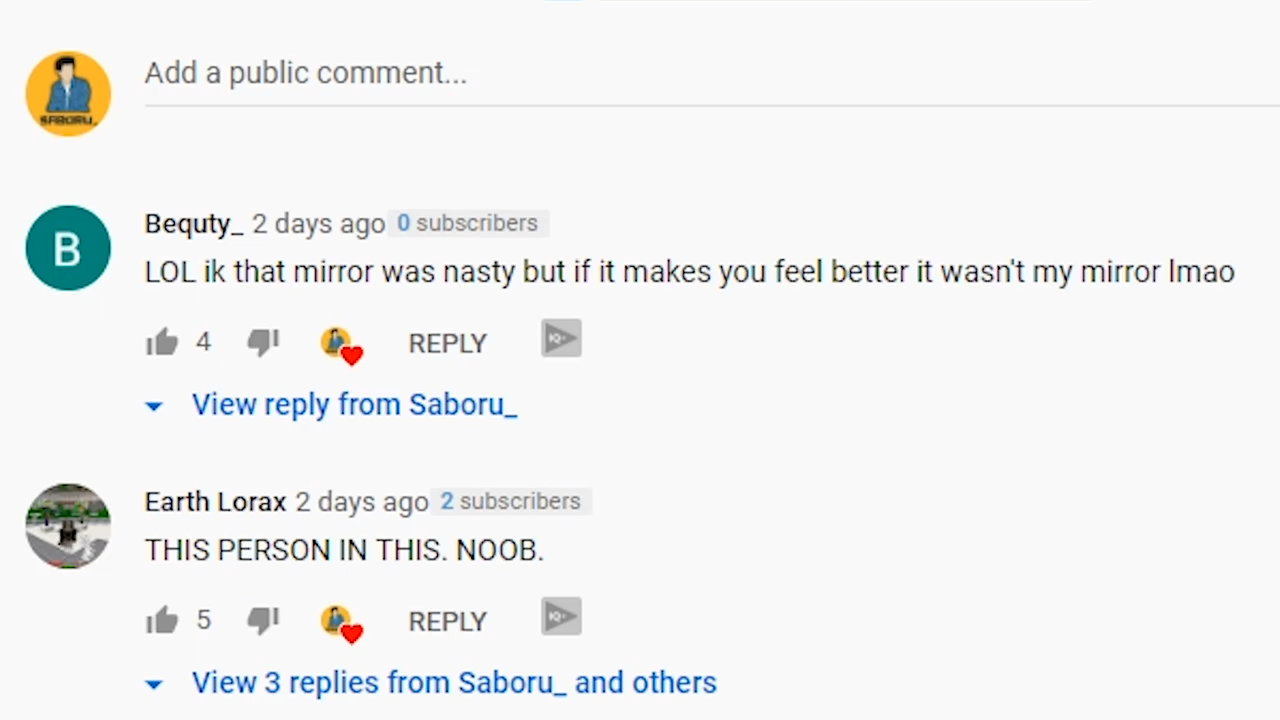 Add a public comment...
SABORU_
Bequty_ 2 days ago 0 subscribers
B
LOL ik that mirror was nasty but if it makes you feel better it wasn't my mirror lmao
4 REPLY IQ+
View reply from Saboru_
Earth Lorax 2 days ago 2 subscribers
THIS PERSON IN THIS. NOOB.
5 REPLY IQ+
View 3 replies from Saboru_ and others